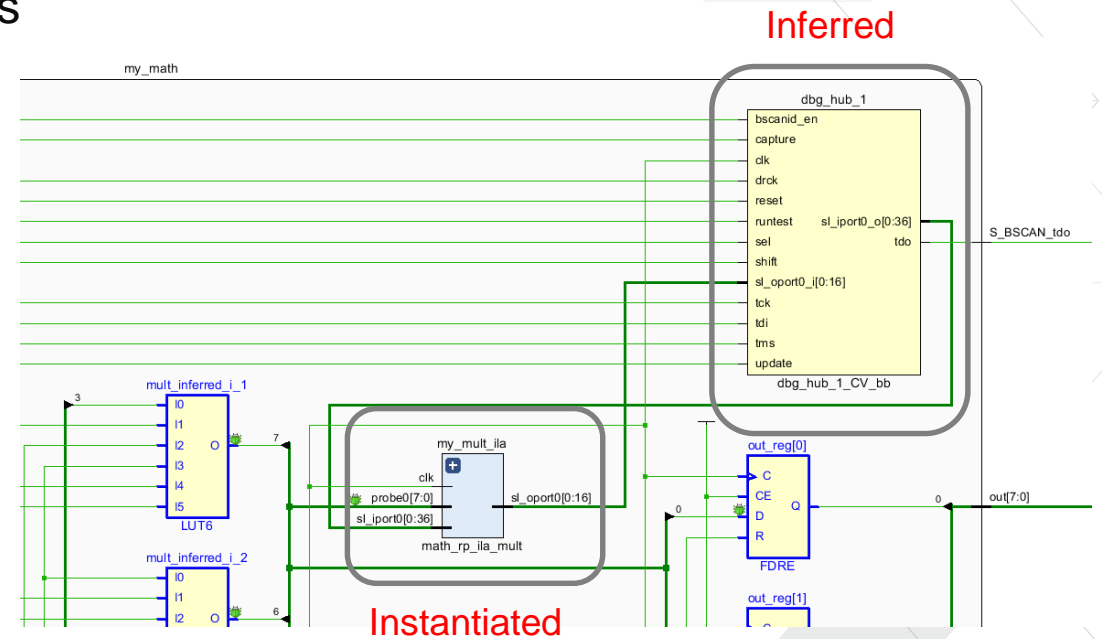 s
Inferred
my_math
dbg_hub_1
bscanid_en
capture
clk
drck
reset
runtest sl_iport0_o[0:36]
sel tdo
shift
sl_oport0_i[0:16]
tck
tdi
tms
update
dbg_hub_1_CV_bb
S_BSCAN_tdo
mult_inferred_i_1
3
I0
I1
I2 O
7
I3
I4
I5
LUT6
my_mult_ila
clk
probe0[7:0] sl_oport0[0:16]
sl_iport0[0:36]
math_rp_ila_mult
out_reg[0]
C
CE
0
D Q
R
FDRE
0
out[7:0]
mult_inferred_i_2
I0
I1
I2 O
6
out_reg[1]
C
Instantiated